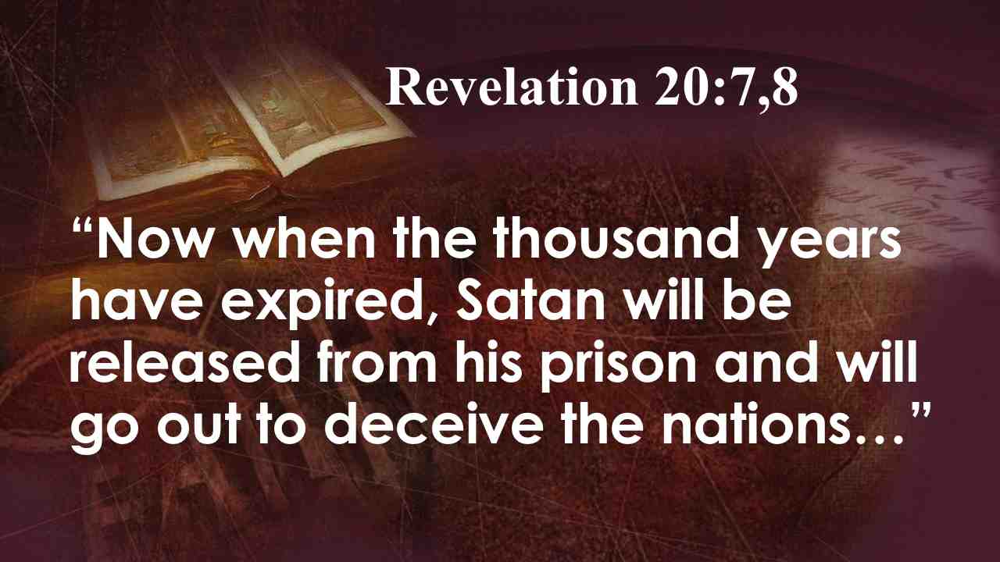 Revelation 20:7,8
“Now when the thousand years
have expired, Satan will be
released from his prison and will
go out to deceive the nations…”